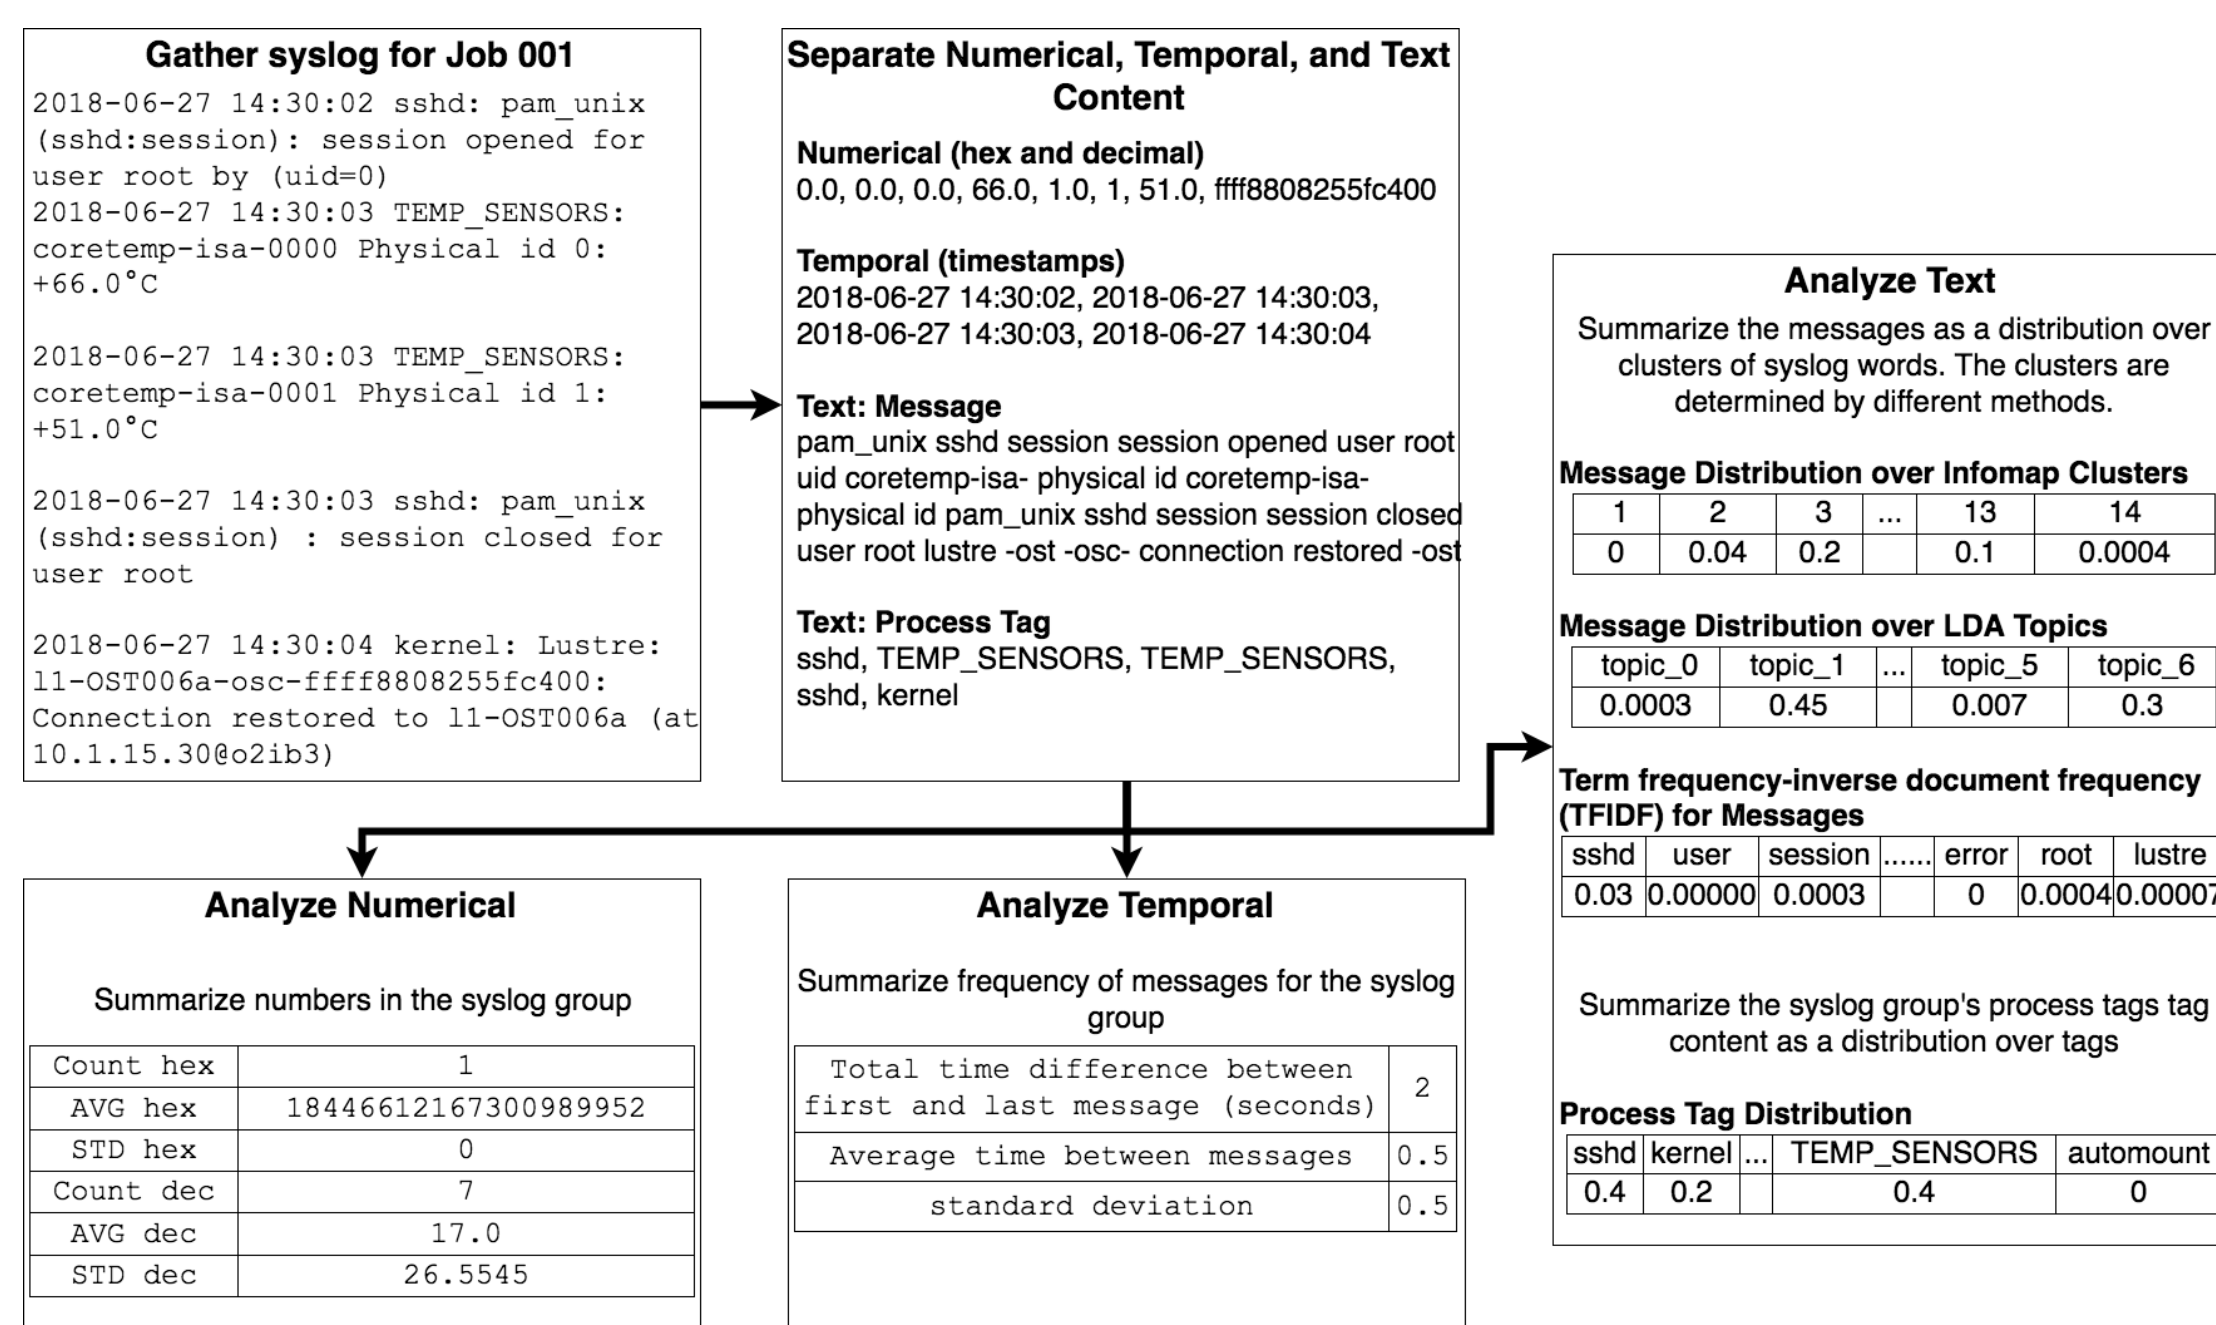 Gather syslog for Job 001
2018-06-27 14:30:02 sshd: pam_unix
(sshd:session): session opened for
user root by (uid=0)
2018-06-27 14:30:03 TEMP_SENSORS:
coretemp-isa-0000 Physical id 0:
+66.0°C
2018-06-27 14:30:03 TEMP_SENSORS:
coretemp-isa-0001 Physical id 1:
+51.0°C
2018-06-27 14:30:03 sshd: pam_unix
(sshd:session) : session closed for
user root
2018-06-27 14:30:04 kernel: Lustre:
l1-OST006a-osc-ffff8808255fc400:
Connection restored to l1-OST006a (at
10.1.15.30@o2ib3)
Separate Numerical, Temporal, and Text
Content
Numerical (hex and decimal)
0.0, 0.0, 0.0, 66.0, 1.0, 1, 51.0, ffff8808255fc400
Temporal (timestamps)
2018-06-27 14:30:02, 2018-06-27 14:30:03,
2018-06-27 14:30:03, 2018-06-27 14:30:04
Text: Message
pam_unix sshd session session opened user root
uid coretemp-isa- physical id coretemp-isa-
physical id pam_unix sshd session session closed
user root lustre -ost -osc- connection restored -ost
Text: Process Tag
sshd, TEMP_SENSORS, TEMP_SENSORS,
sshd, kernel
Analyze Numerical
Summarize numbers in the syslog group
Count hex 1
AVG hex 18446612167300989952
STD hex 0
Count dec 7
AVG dec 17.0
STD dec 26.5545
Analyze Temporal
Summarize frequency of messages for the syslog
group
Total time difference between
first and last message (seconds) 2
Average time between messages 0.5
standard deviation 0.5
Analyze Text
Summarize the messages as a distribution over
clusters of syslog words. The clusters are
determined by different methods.
Message Distribution over Infomap Clusters
1 2 3 ... 13 14
0 0.04 0.2 0.1 0.0004
Message Distribution over LDA Topics
topic_0 topic_1 ... topic_5 topic_6
0.0003 0.45 0.007 0.3
Term frequency-inverse document frequency
(TFIDF) for Messages
sshd user session ...... error root lustre
0.03 0.00000 0.0003 0 0.0004 0.00007
Summarize the syslog group's process tags tag
content as a distribution over tags
Process Tag Distribution
sshd kernel ... TEMP_SENSORS automount
0.4 0.2 0.4 0